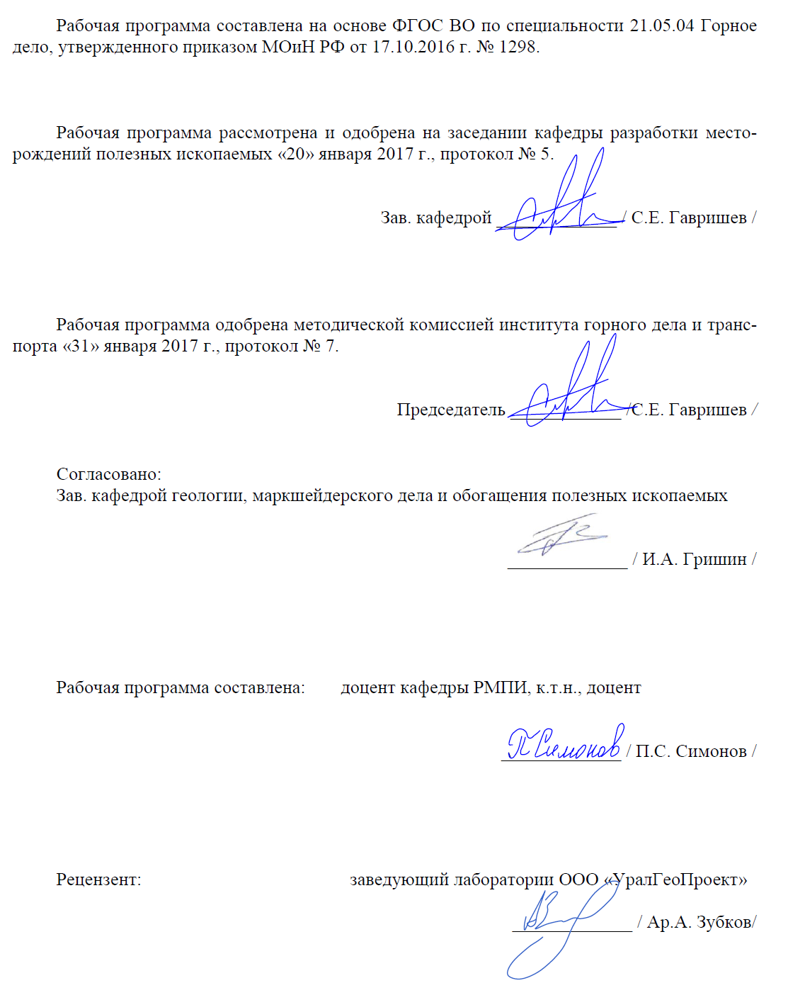 Рабочая программа составлена на основе ФГОС ВО по специальности 21.05.04 Горное
дело, утвержденного приказом МОиН РФ от 17.10.2016 г. № 1298.
Рабочая программа рассмотрена и одобрена на заседании кафедры разработки место-
рождений полезных ископаемых «20» января 2017 г., протокол № 5.
Зав. кафедрой _____________ / С.Е. Гавришев /
Рабочая программа одобрена методической комиссией института горного дела и транс-
порта «31» января 2017 г., протокол № 7.
Председатель ____________ /С.Е. Гавришев /
Согласовано:
Зав. кафедрой геологии, маркшейдерского дела и обогащения полезных ископаемых
_____________ / И.А. Гришин /
Рабочая программа составлена: доцент кафедры РМПИ, к.т.н., доцент
П Симонов / П.С. Симонов /
Рецензент: заведующий лаборатории ООО «УралГеоПроект»
_____________ / Ар.А. Зубков/